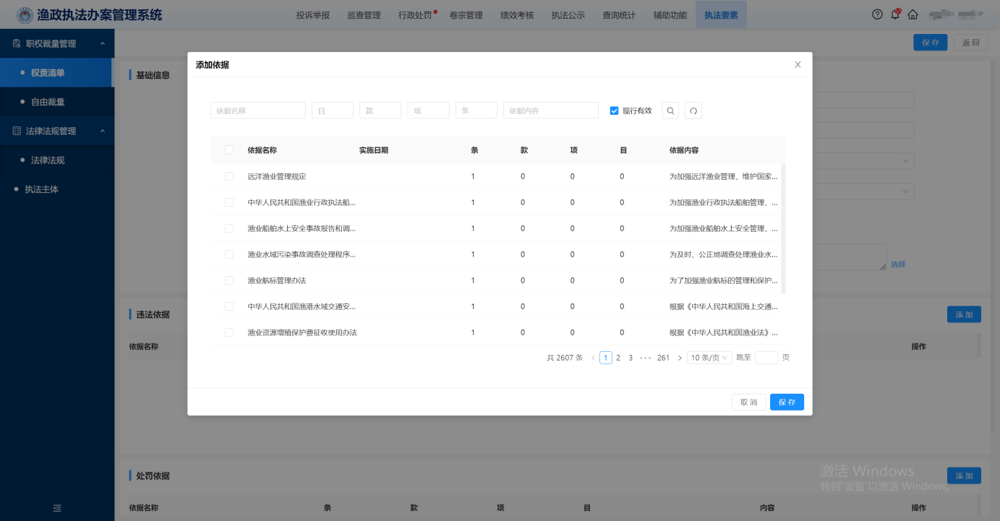 渔政执法办案管理系统
投诉举报 巡查管理 行政处罚 卷宗管理 绩效考核 执法公示 查询统计 辅助功能 执法要素
职权裁量管理
权责清单
自由裁量
法律法规管理
法律法规
执法主体
保 存 返 回
基础信息
选择
违法依据
添 加
依据名称 操作
处罚依据
添 加
依据名称 条 款 项 目 内容 操作
添加依据
依据名称 目 款 项 条 依据内容 现行有效
依据名称 实施日期 条 款 项 目 依据内容
远洋渔业管理规定 1 0 0 0 为加强远洋渔业管理，维护国家...
中华人民共和国渔业行政执法船... 1 0 0 0 为加强渔业行政执法船舶管理，...
渔业船舶水上安全事故报告和调... 1 0 0 0 为加强渔业船舶水上安全管理，...
渔业水域污染事故调查处理程序... 1 0 0 0 为及时、公正地调查处理渔业水...
渔业航标管理办法 1 0 0 0 为了加强渔业航标的管理和保护...
中华人民共和国渔港水域交通安... 1 0 0 0 根据《中华人民共和国海上交通...
渔业资源增殖保护费征收使用办法 1 0 0 0 根据《中华人民共和国渔业法》...
共 2607 条 < 1 2 3 ••• 261 > 10 条/页 跳至 页
取 消 保 存
激活 Windows
转到"设置"以激活 Windows。